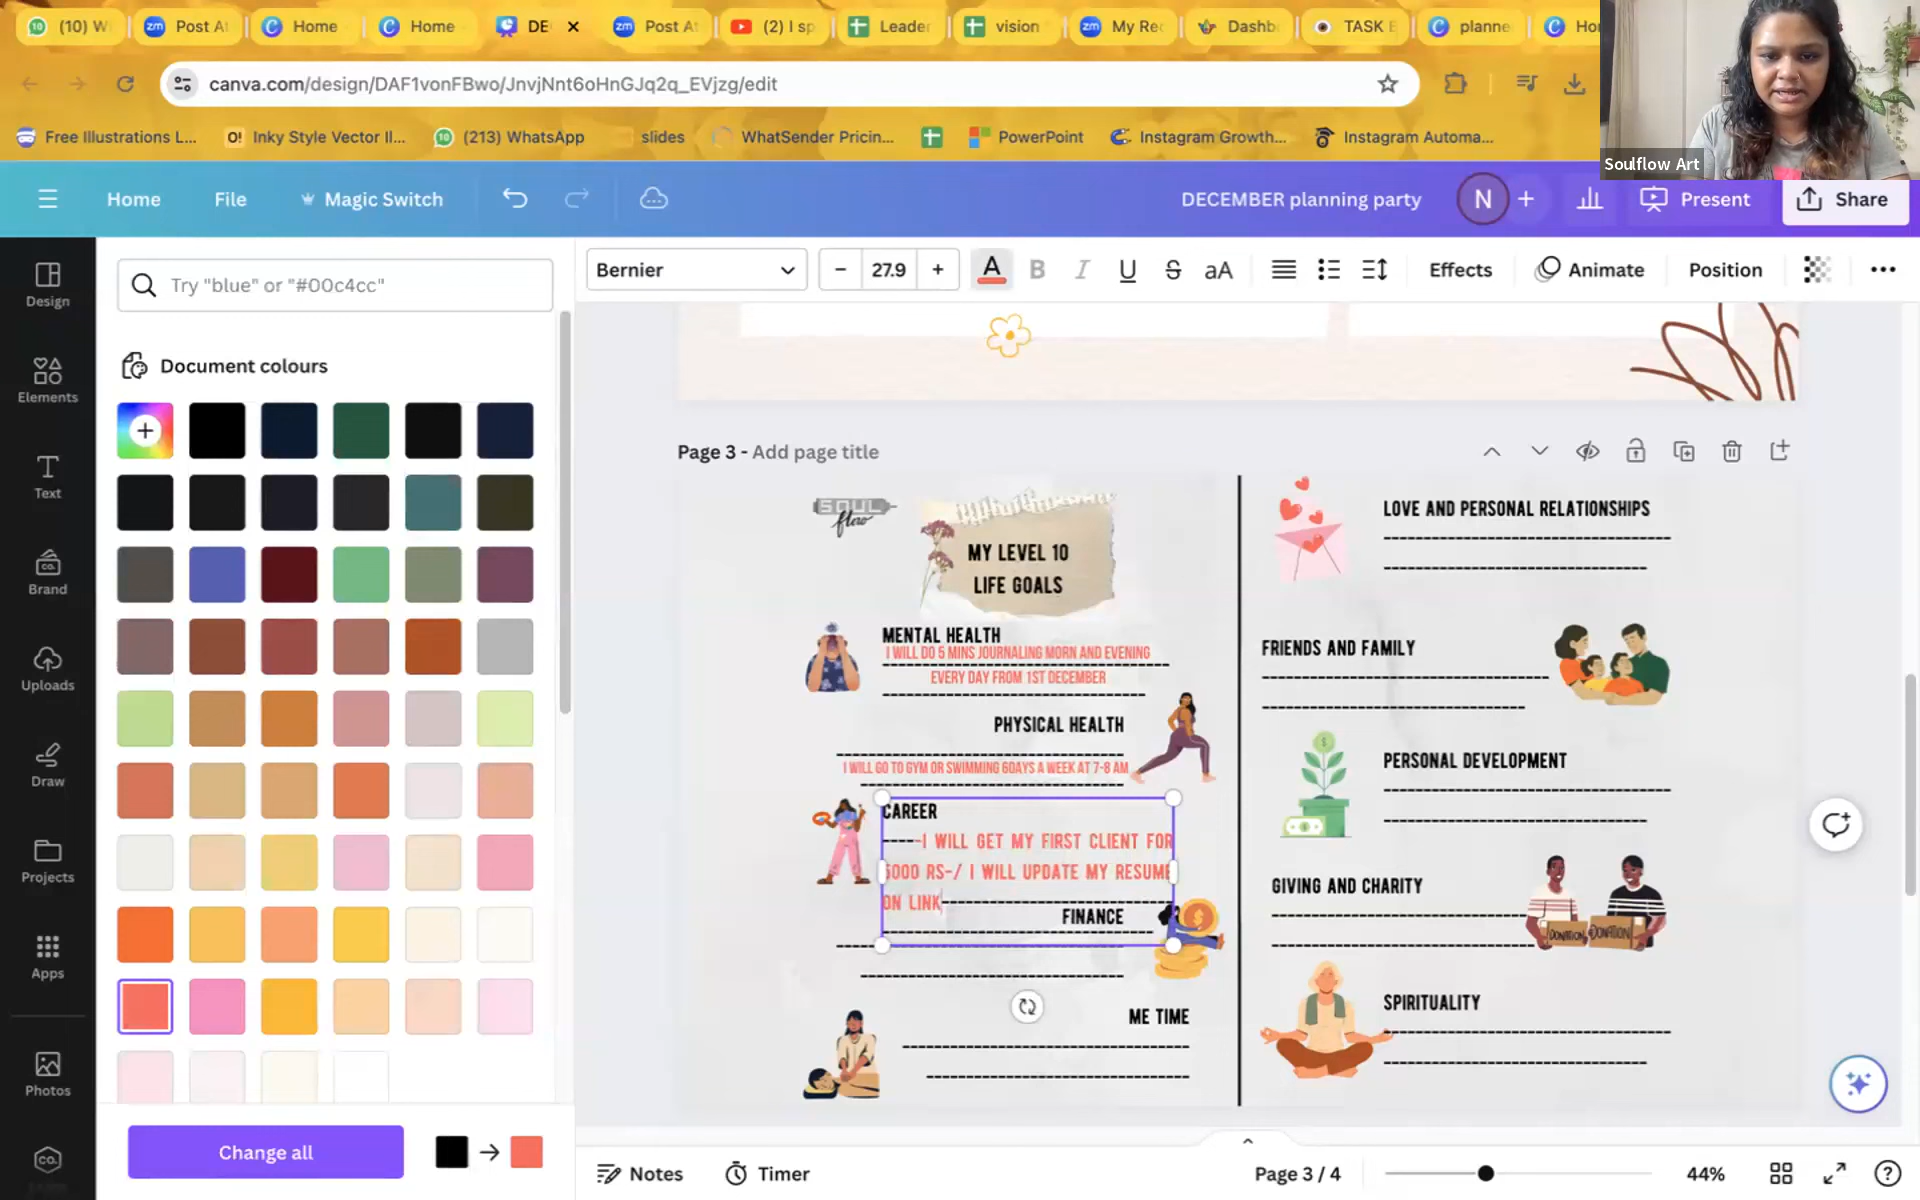 (10) W
Post At
Home
Home
DE
Post At
(2) I sp
Leader
vision
My Rec
Dashb
TASK E
planne
Ho
canva.com/design/DAF1vonFBwo/JnvjNnt6oHnGJq2q_EVjzg/edit
Free Illustrations L...
Inky Style Vector Il...
(213) WhatsApp
slides
WhatSender Pricin...
PowerPoint
Instagram Growth...
Instagram Automa...
Soulflow Art
Home
File
Magic Switch
DECEMBER planning party
N
Present
Share
Design
Elements
Text
Brand
Uploads
Draw
Projects
Apps
Photos
Try "blue" or "#00c4cc"
Document colours
Change all
Bernier
27.9
A
B
I
U
S
aA
Effects
Animate
Position
Page 3 - Add page title
SOUL
flow
MY LEVEL 10
LIFE GOALS
MENTAL HEALTH
I WILL DO 5 MINS JOURNALING MORN AND EVENING
EVERY DAY FROM 1ST DECEMBER
PHYSICAL HEALTH
I WILL GO TO GYM OR SWIMMING 6DAYS A WEEK AT 7-8 AM
CAREER
-----I WILL GET MY FIRST CLIENT FOR
5000 RS-/ I WILL UPDATE MY RESUME
ON LINK
FINANCE
ME TIME
LOVE AND PERSONAL RELATIONSHIPS
FRIENDS AND FAMILY
PERSONAL DEVELOPMENT
GIVING AND CHARITY
DONATION
DONATION
SPIRITUALITY
Notes
Timer
Page 3 / 4
44%